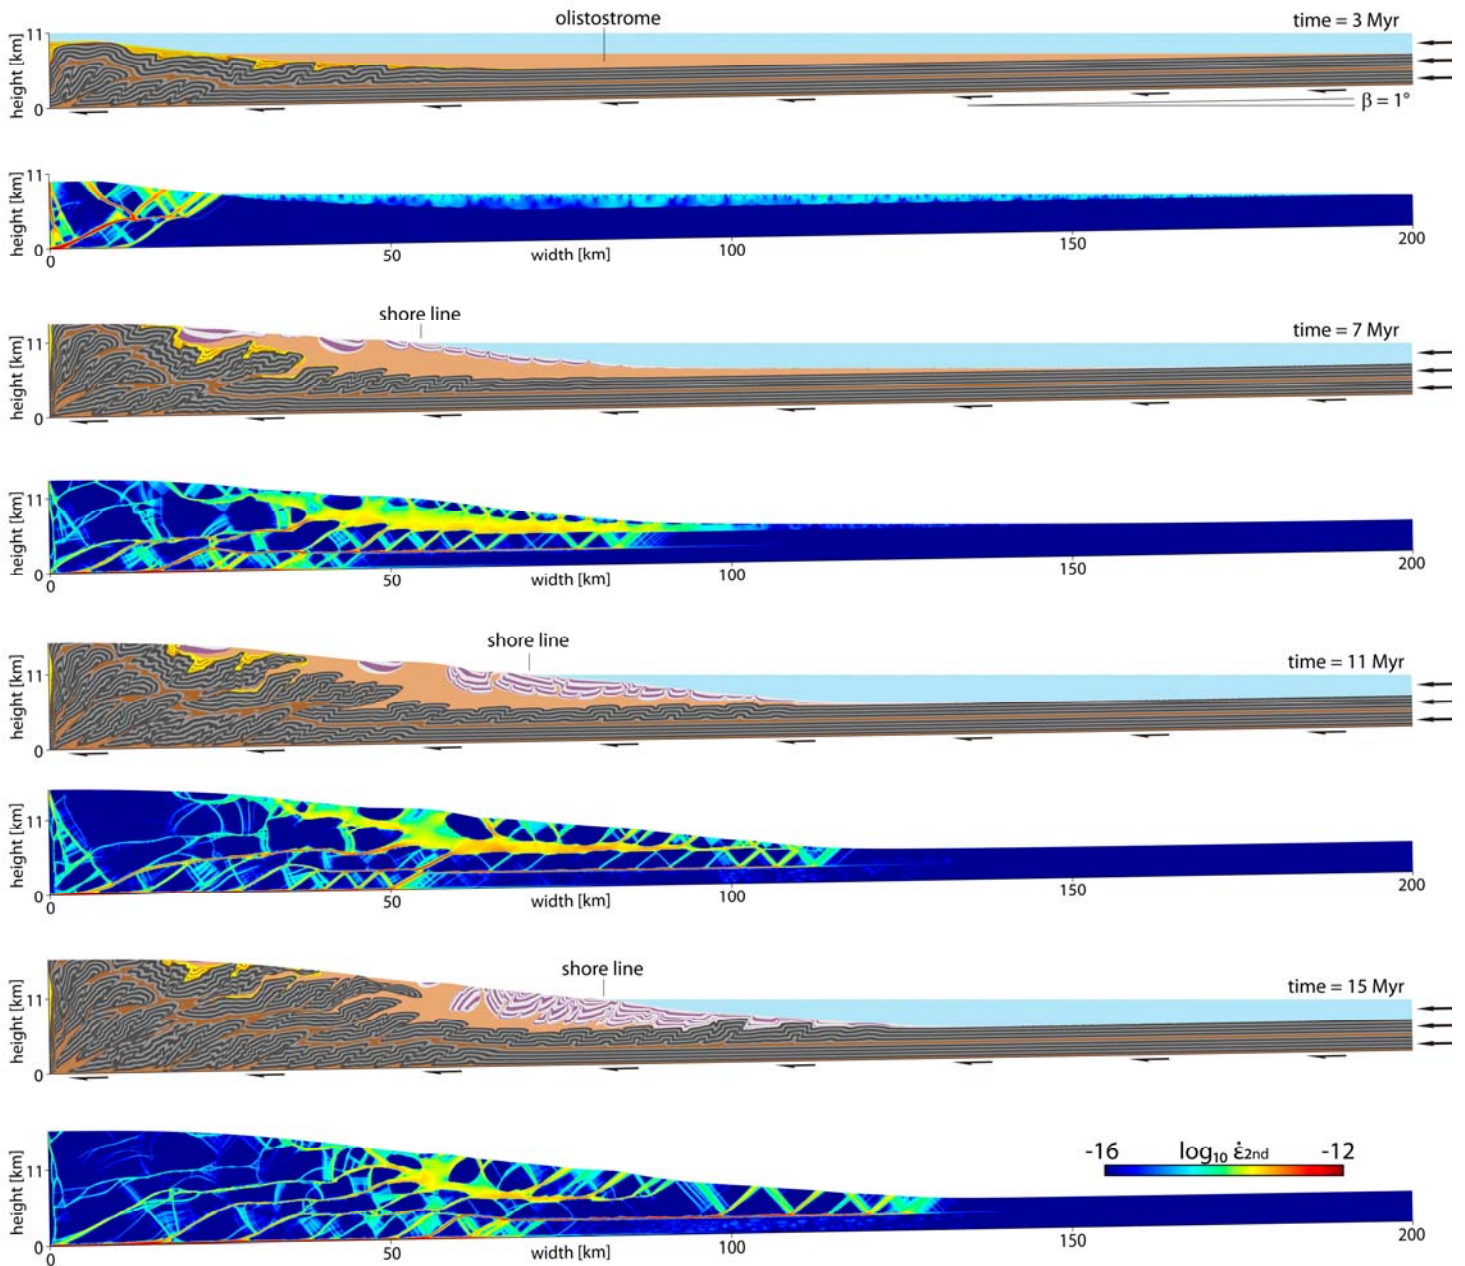 olistostrome
time = 3 Myr
11
height [km]
0
β = 1°
11
height [km]
0
0
50
width [km]
100
150
200
shore line
time = 7 Myr
11
height [km]
0
11
height [km]
0
0
50
width [km]
100
150
200
shore line
time = 11 Myr
11
height [km]
0
11
height [km]
0
0
50
width [km]
100
150
200
shore line
time = 15 Myr
11
height [km]
0
-16 log₁₀ ε̇2nd -12
11
height [km]
0
0
50
width [km]
100
150
200